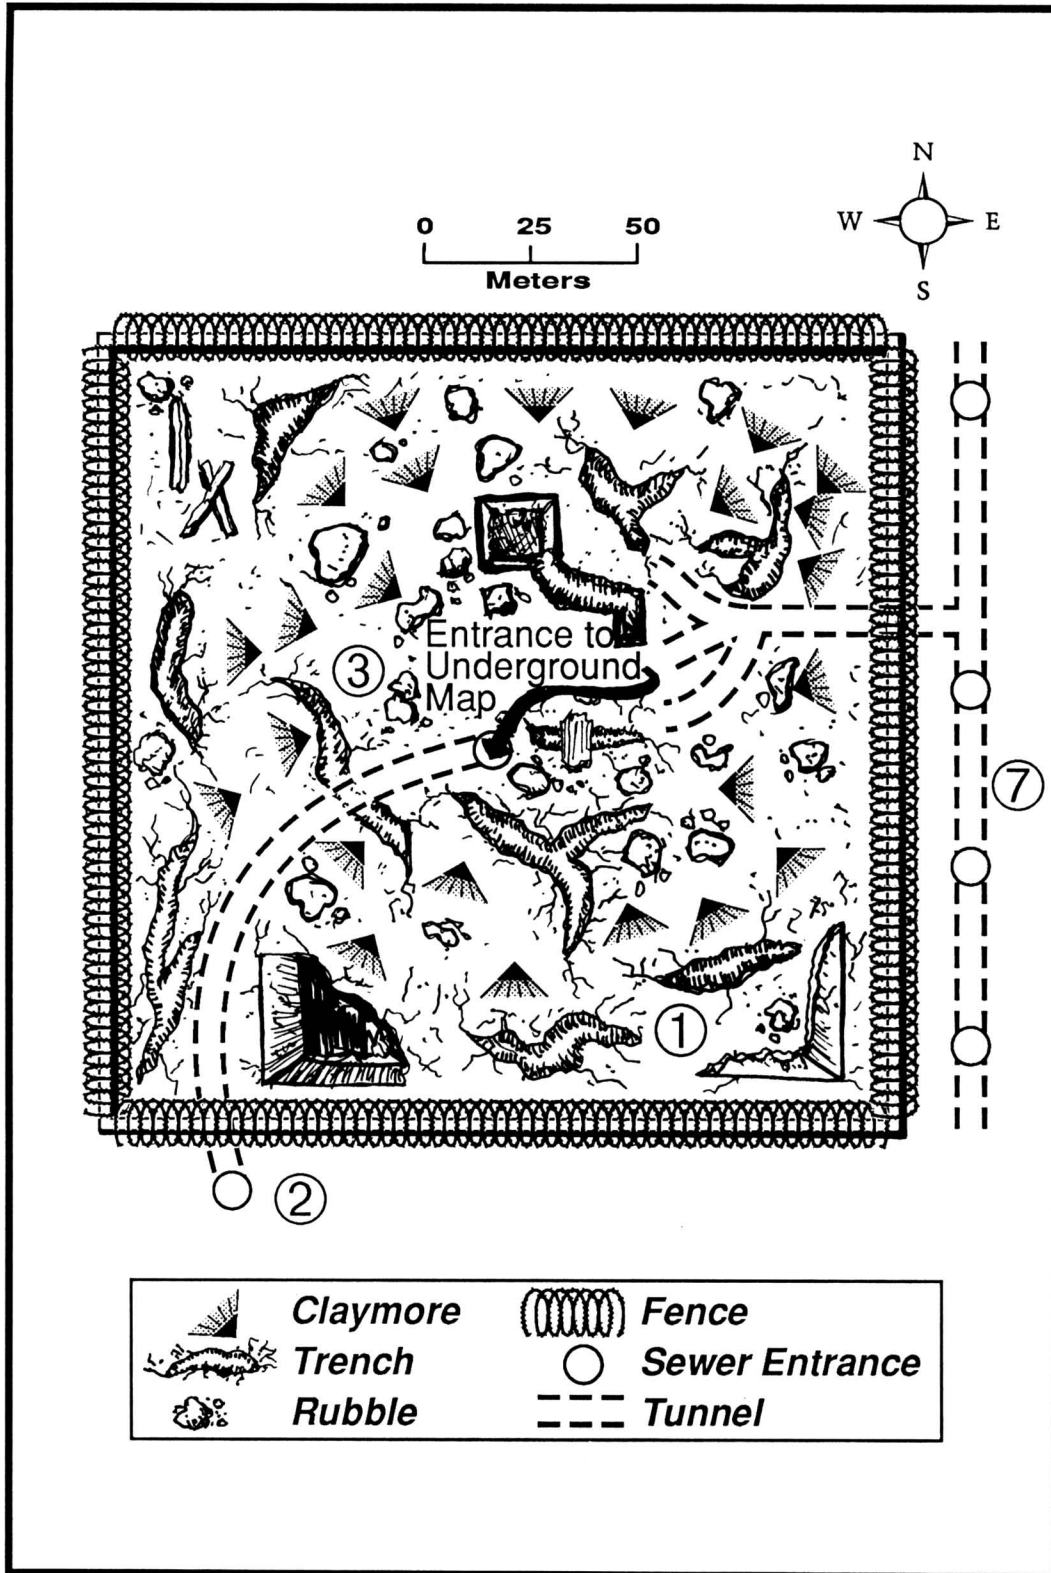 N
W E
S
0 25 50
Meters
Entrance to
Underground
Map
3
7
1
2
Claymore
Fence
Trench
Sewer Entrance
Rubble
Tunnel